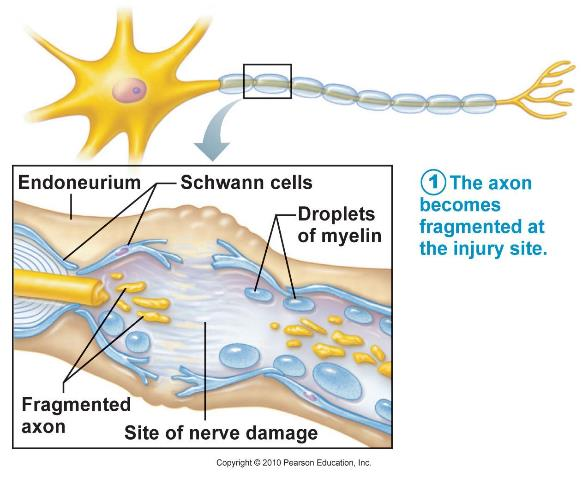 Endoneurium
Schwann cells
Droplets
of myelin
Fragmented
axon
Site of nerve damage
1 The axon
becomes
fragmented at
the injury site.
Copyright © 2010 Pearson Education, Inc.